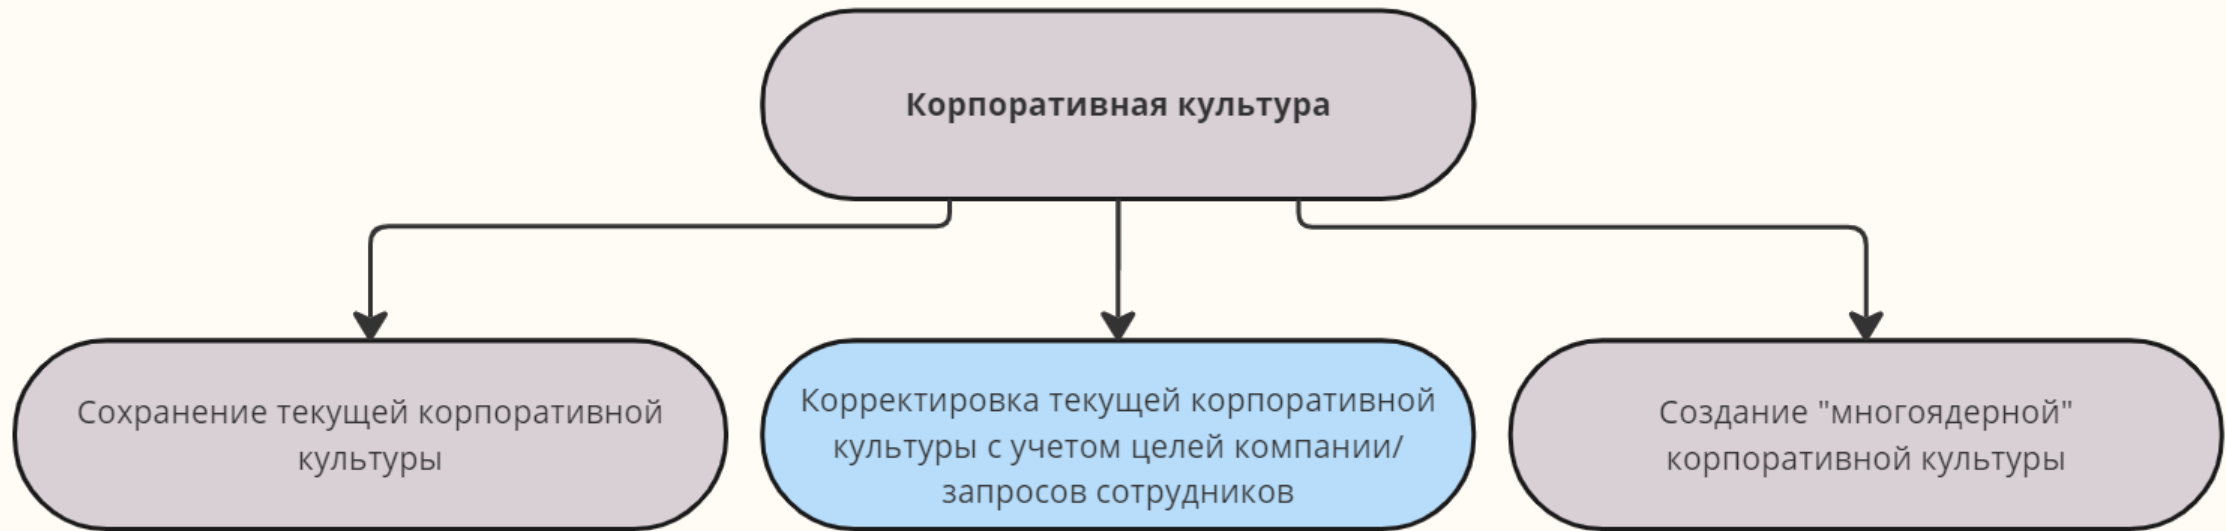 Корпоративная культура
Сохранение текущей корпоративной
культуры
Корректировка текущей корпоративной
культуры с учетом целей компании/
запросов сотрудников
Создание "многоядерной"
корпоративной культуры